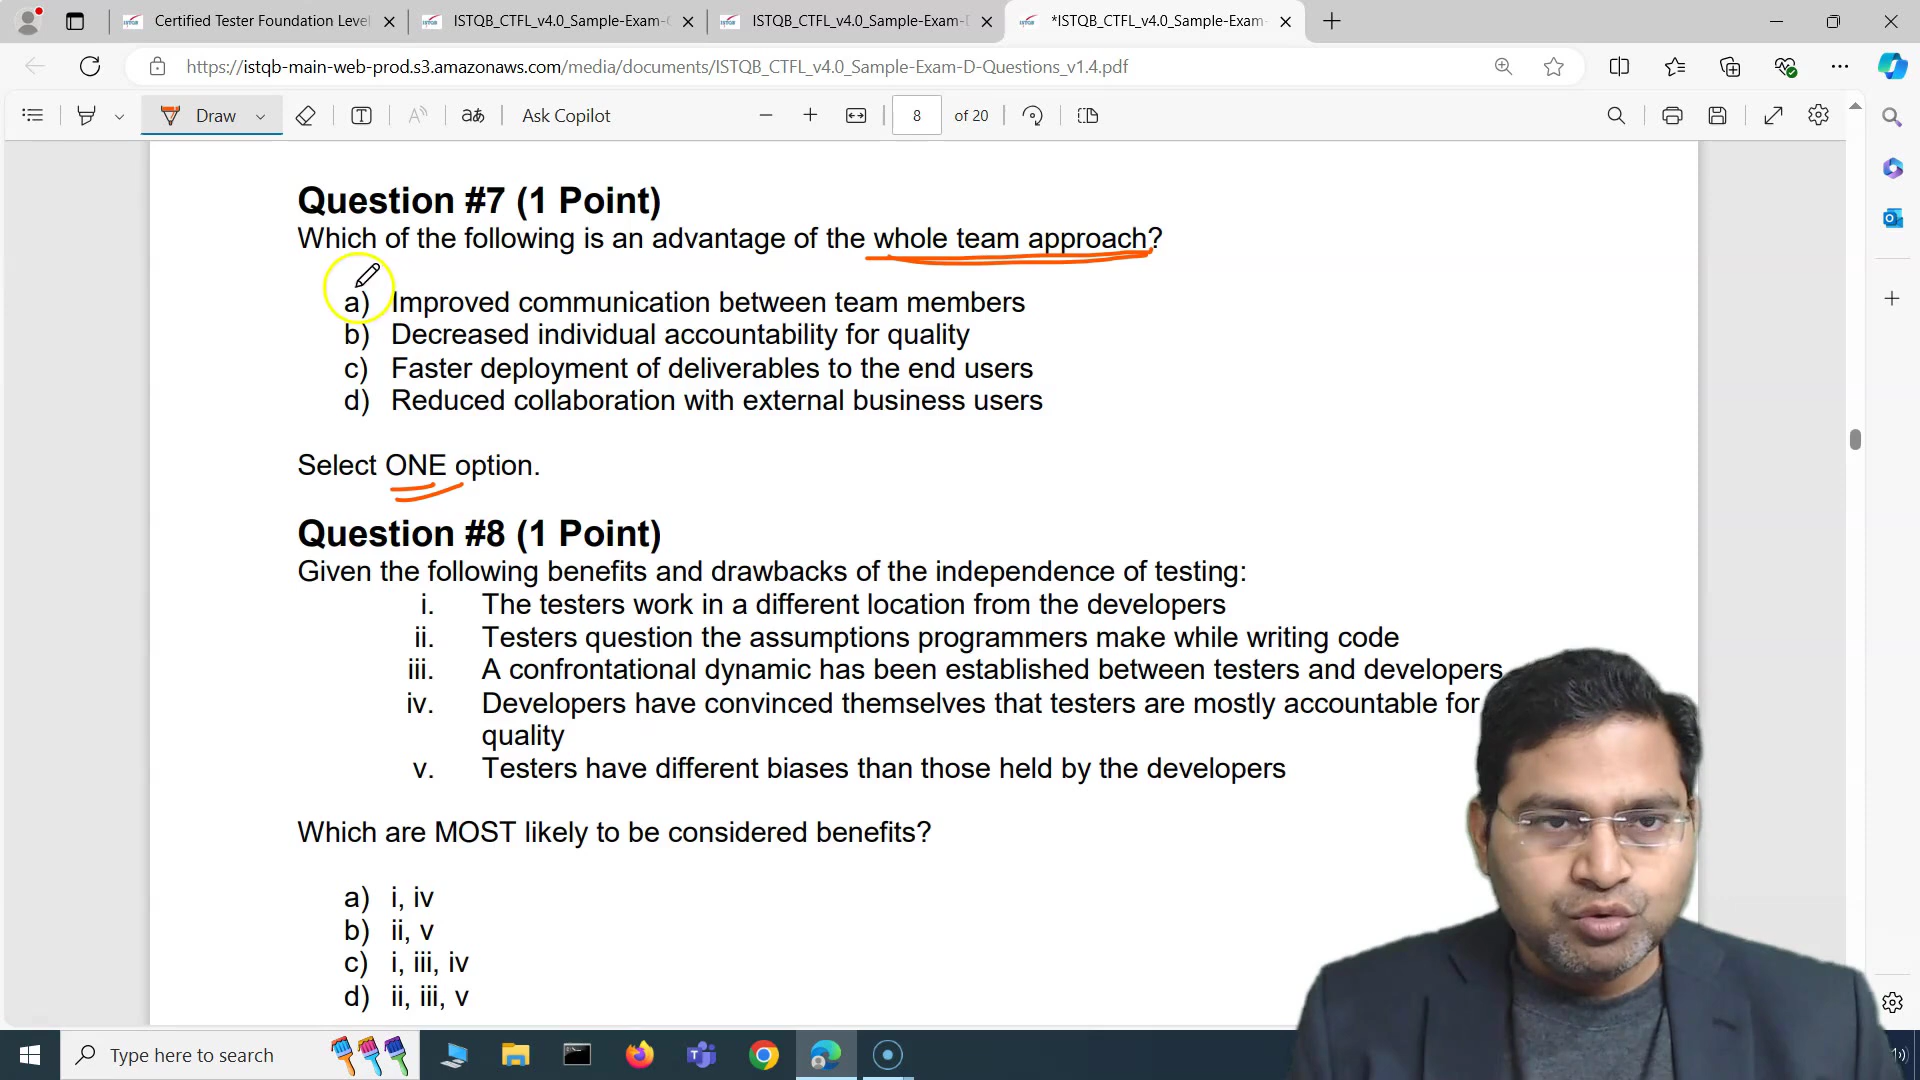 Certified Tester Foundation Level
ISTQB_CTFL_v4.0_Sample-Exam-C
ISTQB_CTFL_v4.0_Sample-Exam-D
*ISTQB_CTFL_v4.0_Sample-Exam-
https://istqb-main-web-prod.s3.amazonaws.com/media/documents/ISTQB_CTFL_v4.0_Sample-Exam-D-Questions_v1.4.pdf
Draw
Ask Copilot
8 of 20
Question #7 (1 Point)
Which of the following is an advantage of the whole team approach?
a) Improved communication between team members
b) Decreased individual accountability for quality
c) Faster deployment of deliverables to the end users
d) Reduced collaboration with external business users
Select ONE option.
Question #8 (1 Point)
Given the following benefits and drawbacks of the independence of testing:
i. The testers work in a different location from the developers
ii. Testers question the assumptions programmers make while writing code
iii. A confrontational dynamic has been established between testers and developers
iv. Developers have convinced themselves that testers are mostly accountable for
quality
v. Testers have different biases than those held by the developers
Which are MOST likely to be considered benefits?
a) i, iv
b) ii, v
c) i, iii, iv
d) ii, iii, v
Type here to search